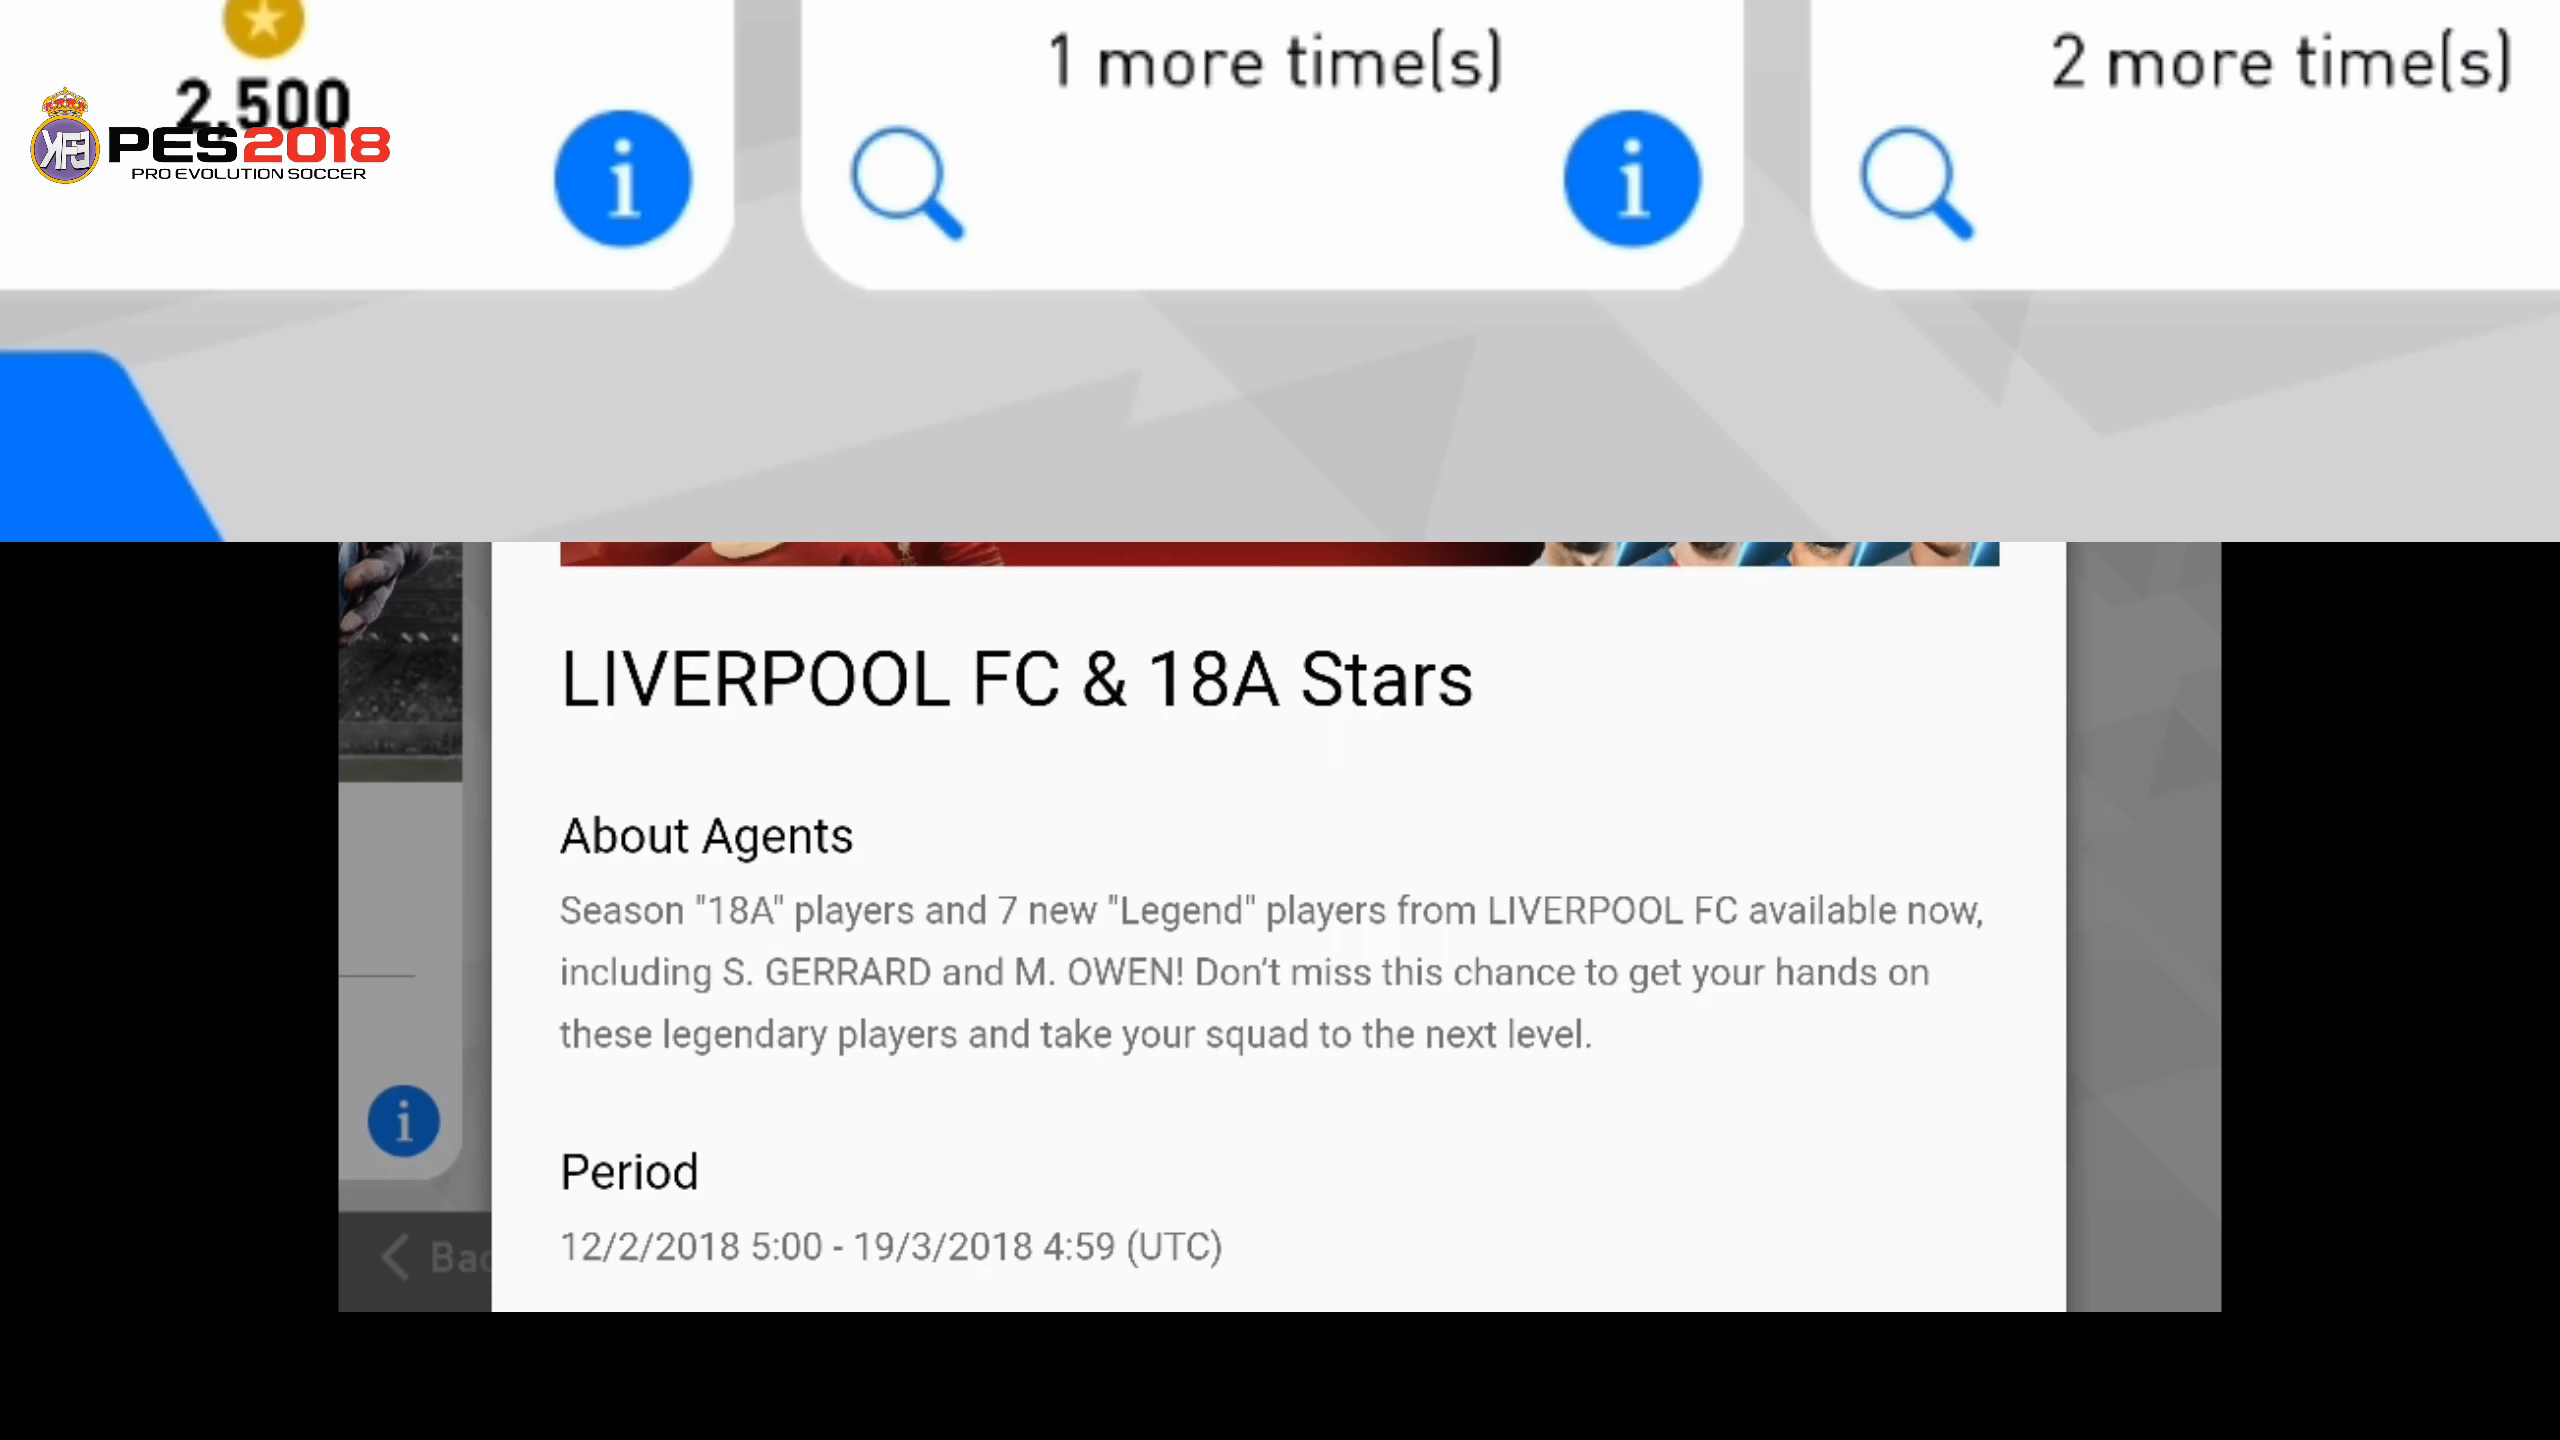 1 more time(s)
2 more time(s)
2,500
PES2018
PRO EVOLUTION SOCCER
LIVERPOOL FC & 18A Stars
About Agents
Season "18A" players and 7 new "Legend" players from LIVERPOOL FC available now,
including S. GERRARD and M. OWEN! Don't miss this chance to get your hands on
these legendary players and take your squad to the next level.
Period
12/2/2018 5:00 - 19/3/2018 4:59 (UTC)